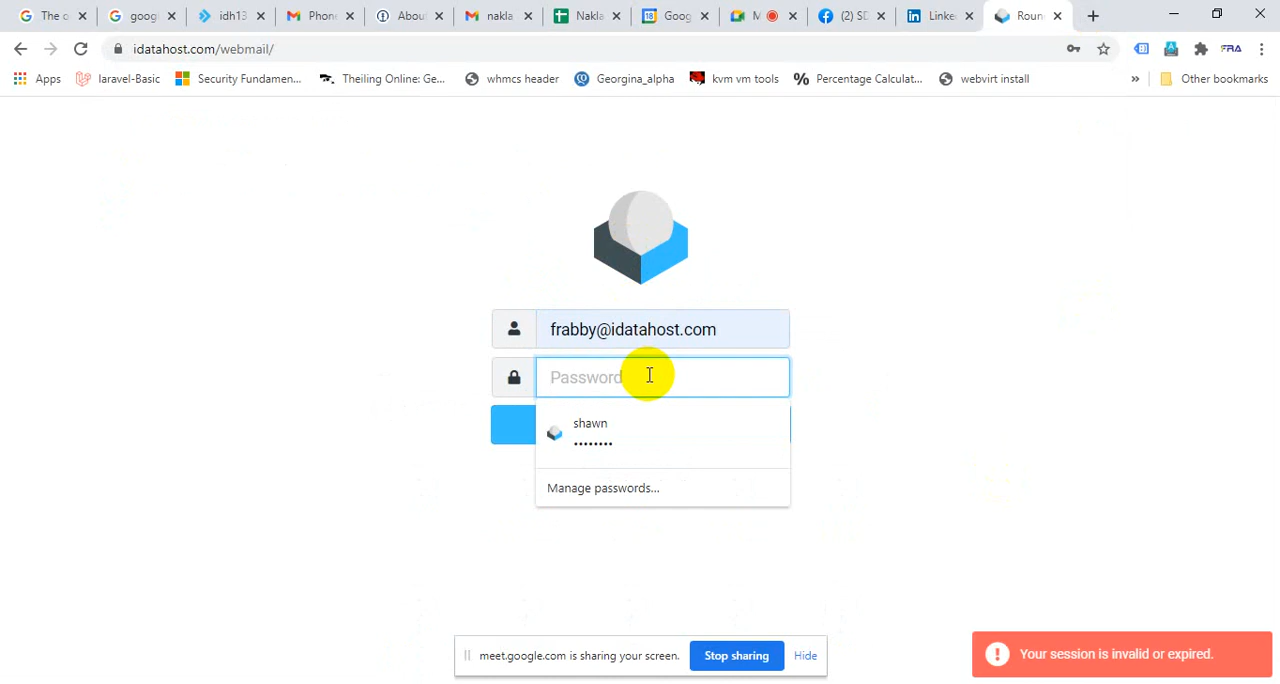 The o
goog
idh13
Phone
Abou
nakla
Nakla
Goog
M
(2) SD
Linke
Roun
idatahost.com/webmail/
FRA
Apps
laravel-Basic
Security Fundamen...
Theiling Online: Ge...
whmcs header
Georgina_alpha
kvm vm tools
Percentage Calculat...
webvirt install
»
Other bookmarks
frabby@idatahost.com
Password
shawn
••••••••
Manage passwords...
meet.google.com is sharing your screen.
Stop sharing
Hide
Your session is invalid or expired.